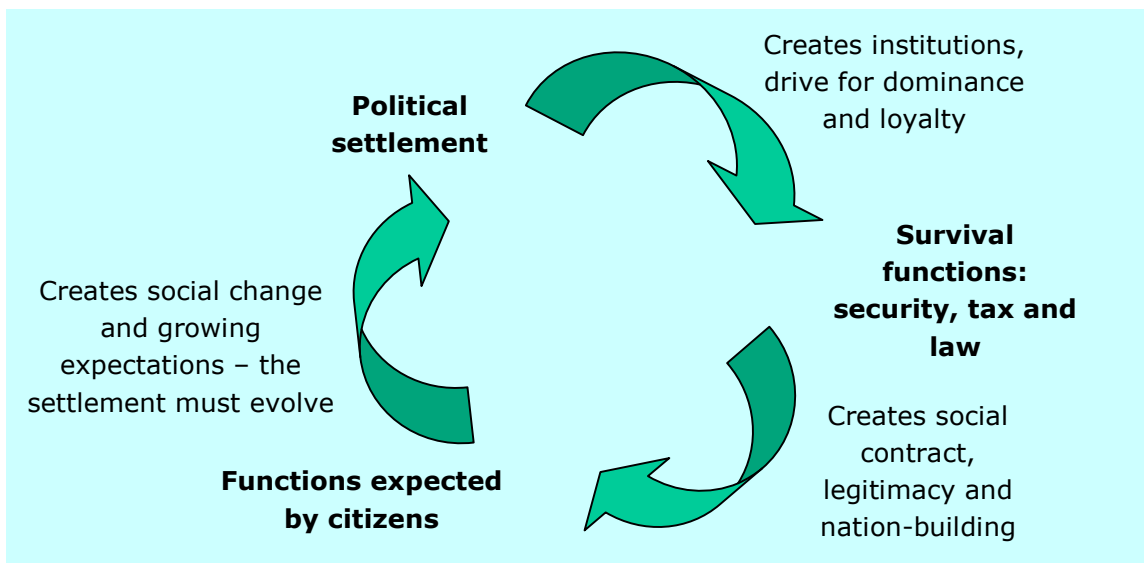 Political
settlement
Creates institutions,
drive for dominance
and loyalty
Survival
functions:
security, tax and
law
Creates social
contract,
legitimacy and
nation-building
Functions expected
by citizens
Creates social change
and growing
expectations – the
settlement must evolve